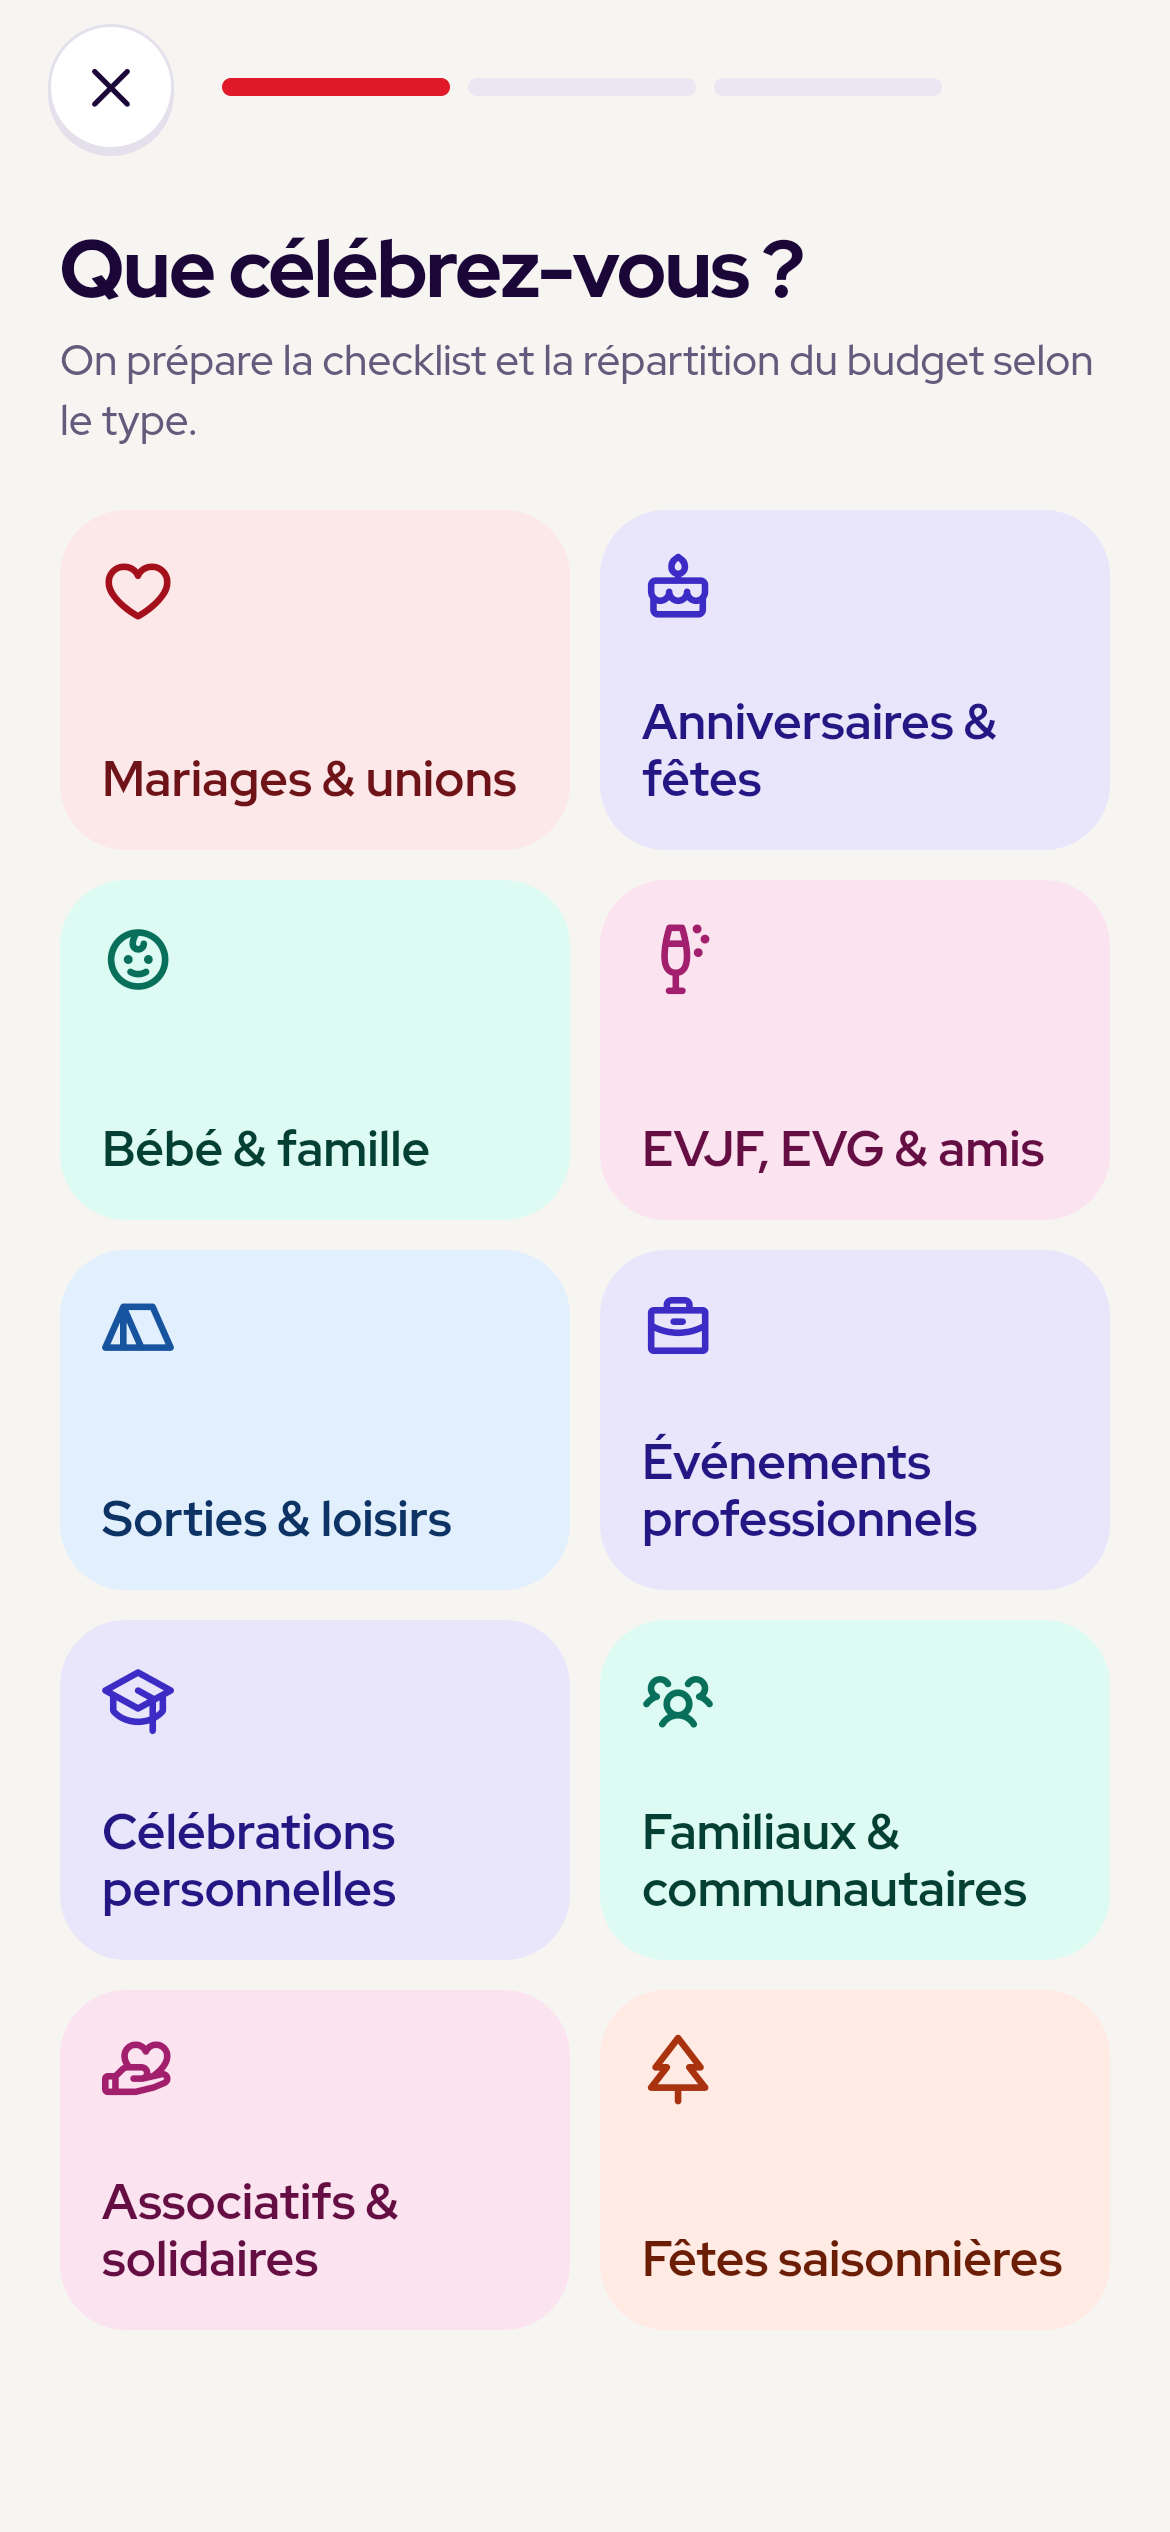 Que célébrez-vous ?
On prépare la checklist et la répartition du budget selon
le type.
Mariages & unions
Anniversaires &
fêtes
Bébé & famille
EVJF, EVG & amis
Sorties & loisirs
Événements
professionnels
Célébrations
personnelles
Familiaux &
communautaires
Associatifs &
solidaires
Fêtes saisonnières